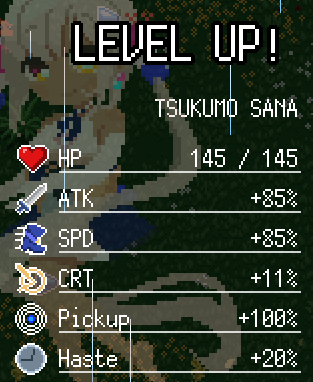 LEVEL UP!
TSUKUMO SANA
HP 145 / 145
ATK +85%
SPD +85%
CRT +11%
Pickup +100%
Haste +20%